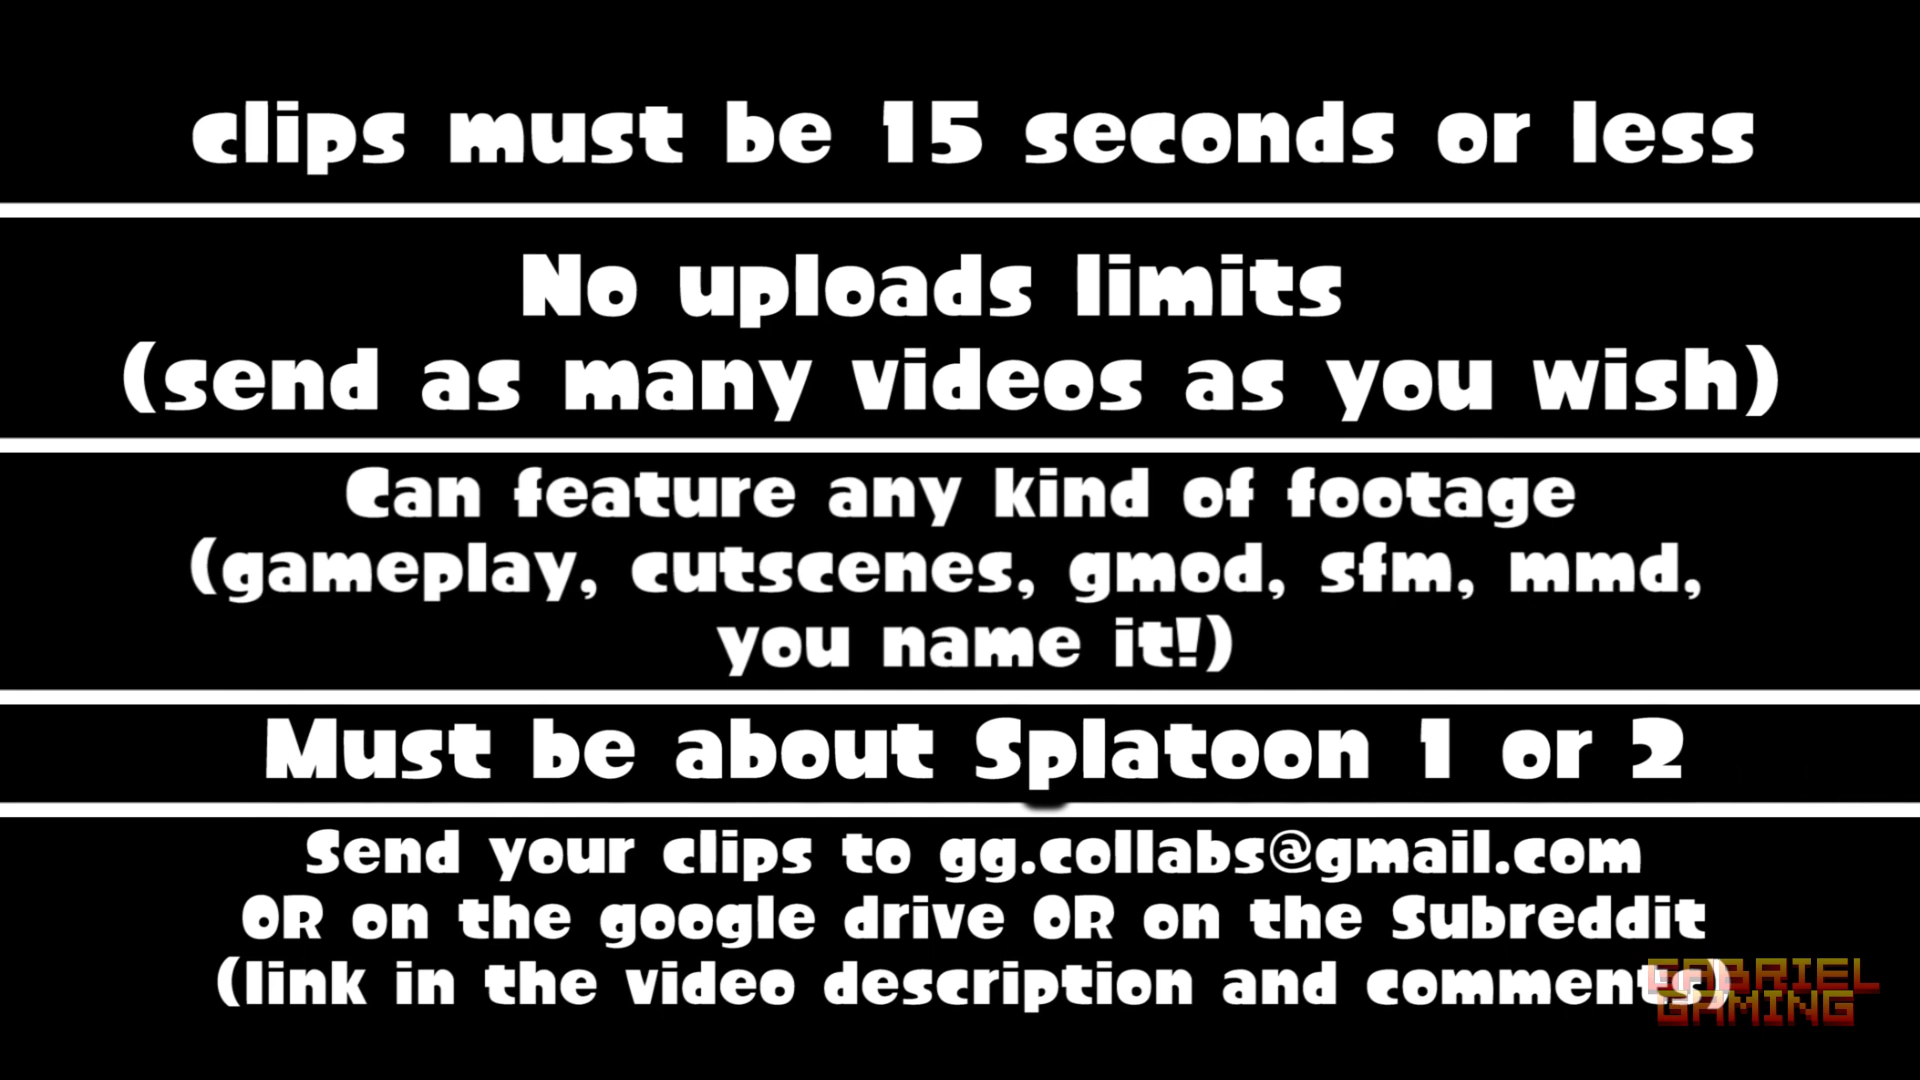 clips must be 15 seconds or less
No uploads limits
(send as many videos as you wish)
Can feature any kind of footage
(gameplay, cutscenes, gmod, sfm, mmd,
you name it!)
Must be about Splatoon 1 or 2
Send your clips to gg.collabs@gmail.com
OR on the google drive OR on the Subreddit
(link in the video description and comments)
GABRIEL
GAMING